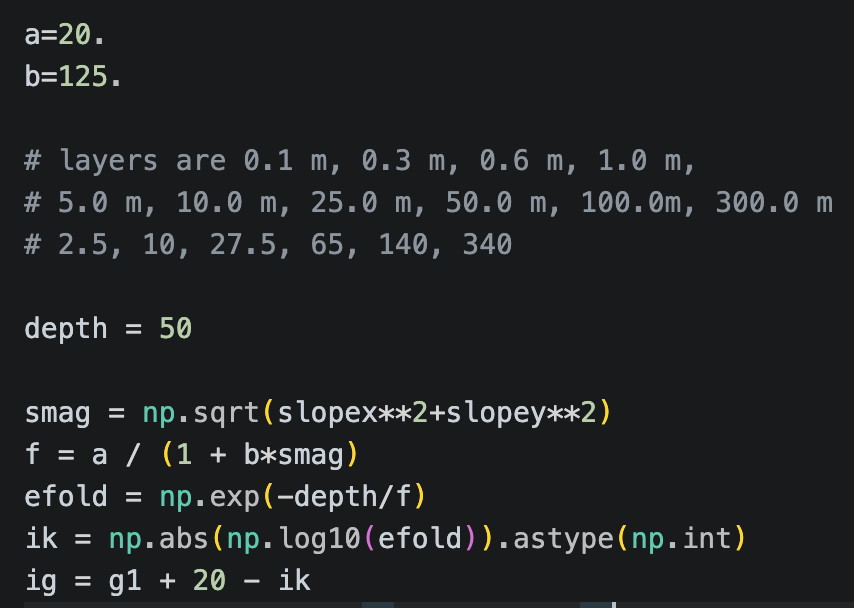 a=20.
b=125.
# layers are 0.1 m, 0.3 m, 0.6 m, 1.0 m,
# 5.0 m, 10.0 m, 25.0 m, 50.0 m, 100.0m, 300.0 m
# 2.5, 10, 27.5, 65, 140, 340
depth = 50
smag = np.sqrt(slopex**2+slopey**2)
f = a / (1 + b*smag)
efold = np.exp(-depth/f)
ik = np.abs(np.log10(efold)).astype(np.int)
ig = g1 + 20 - ik